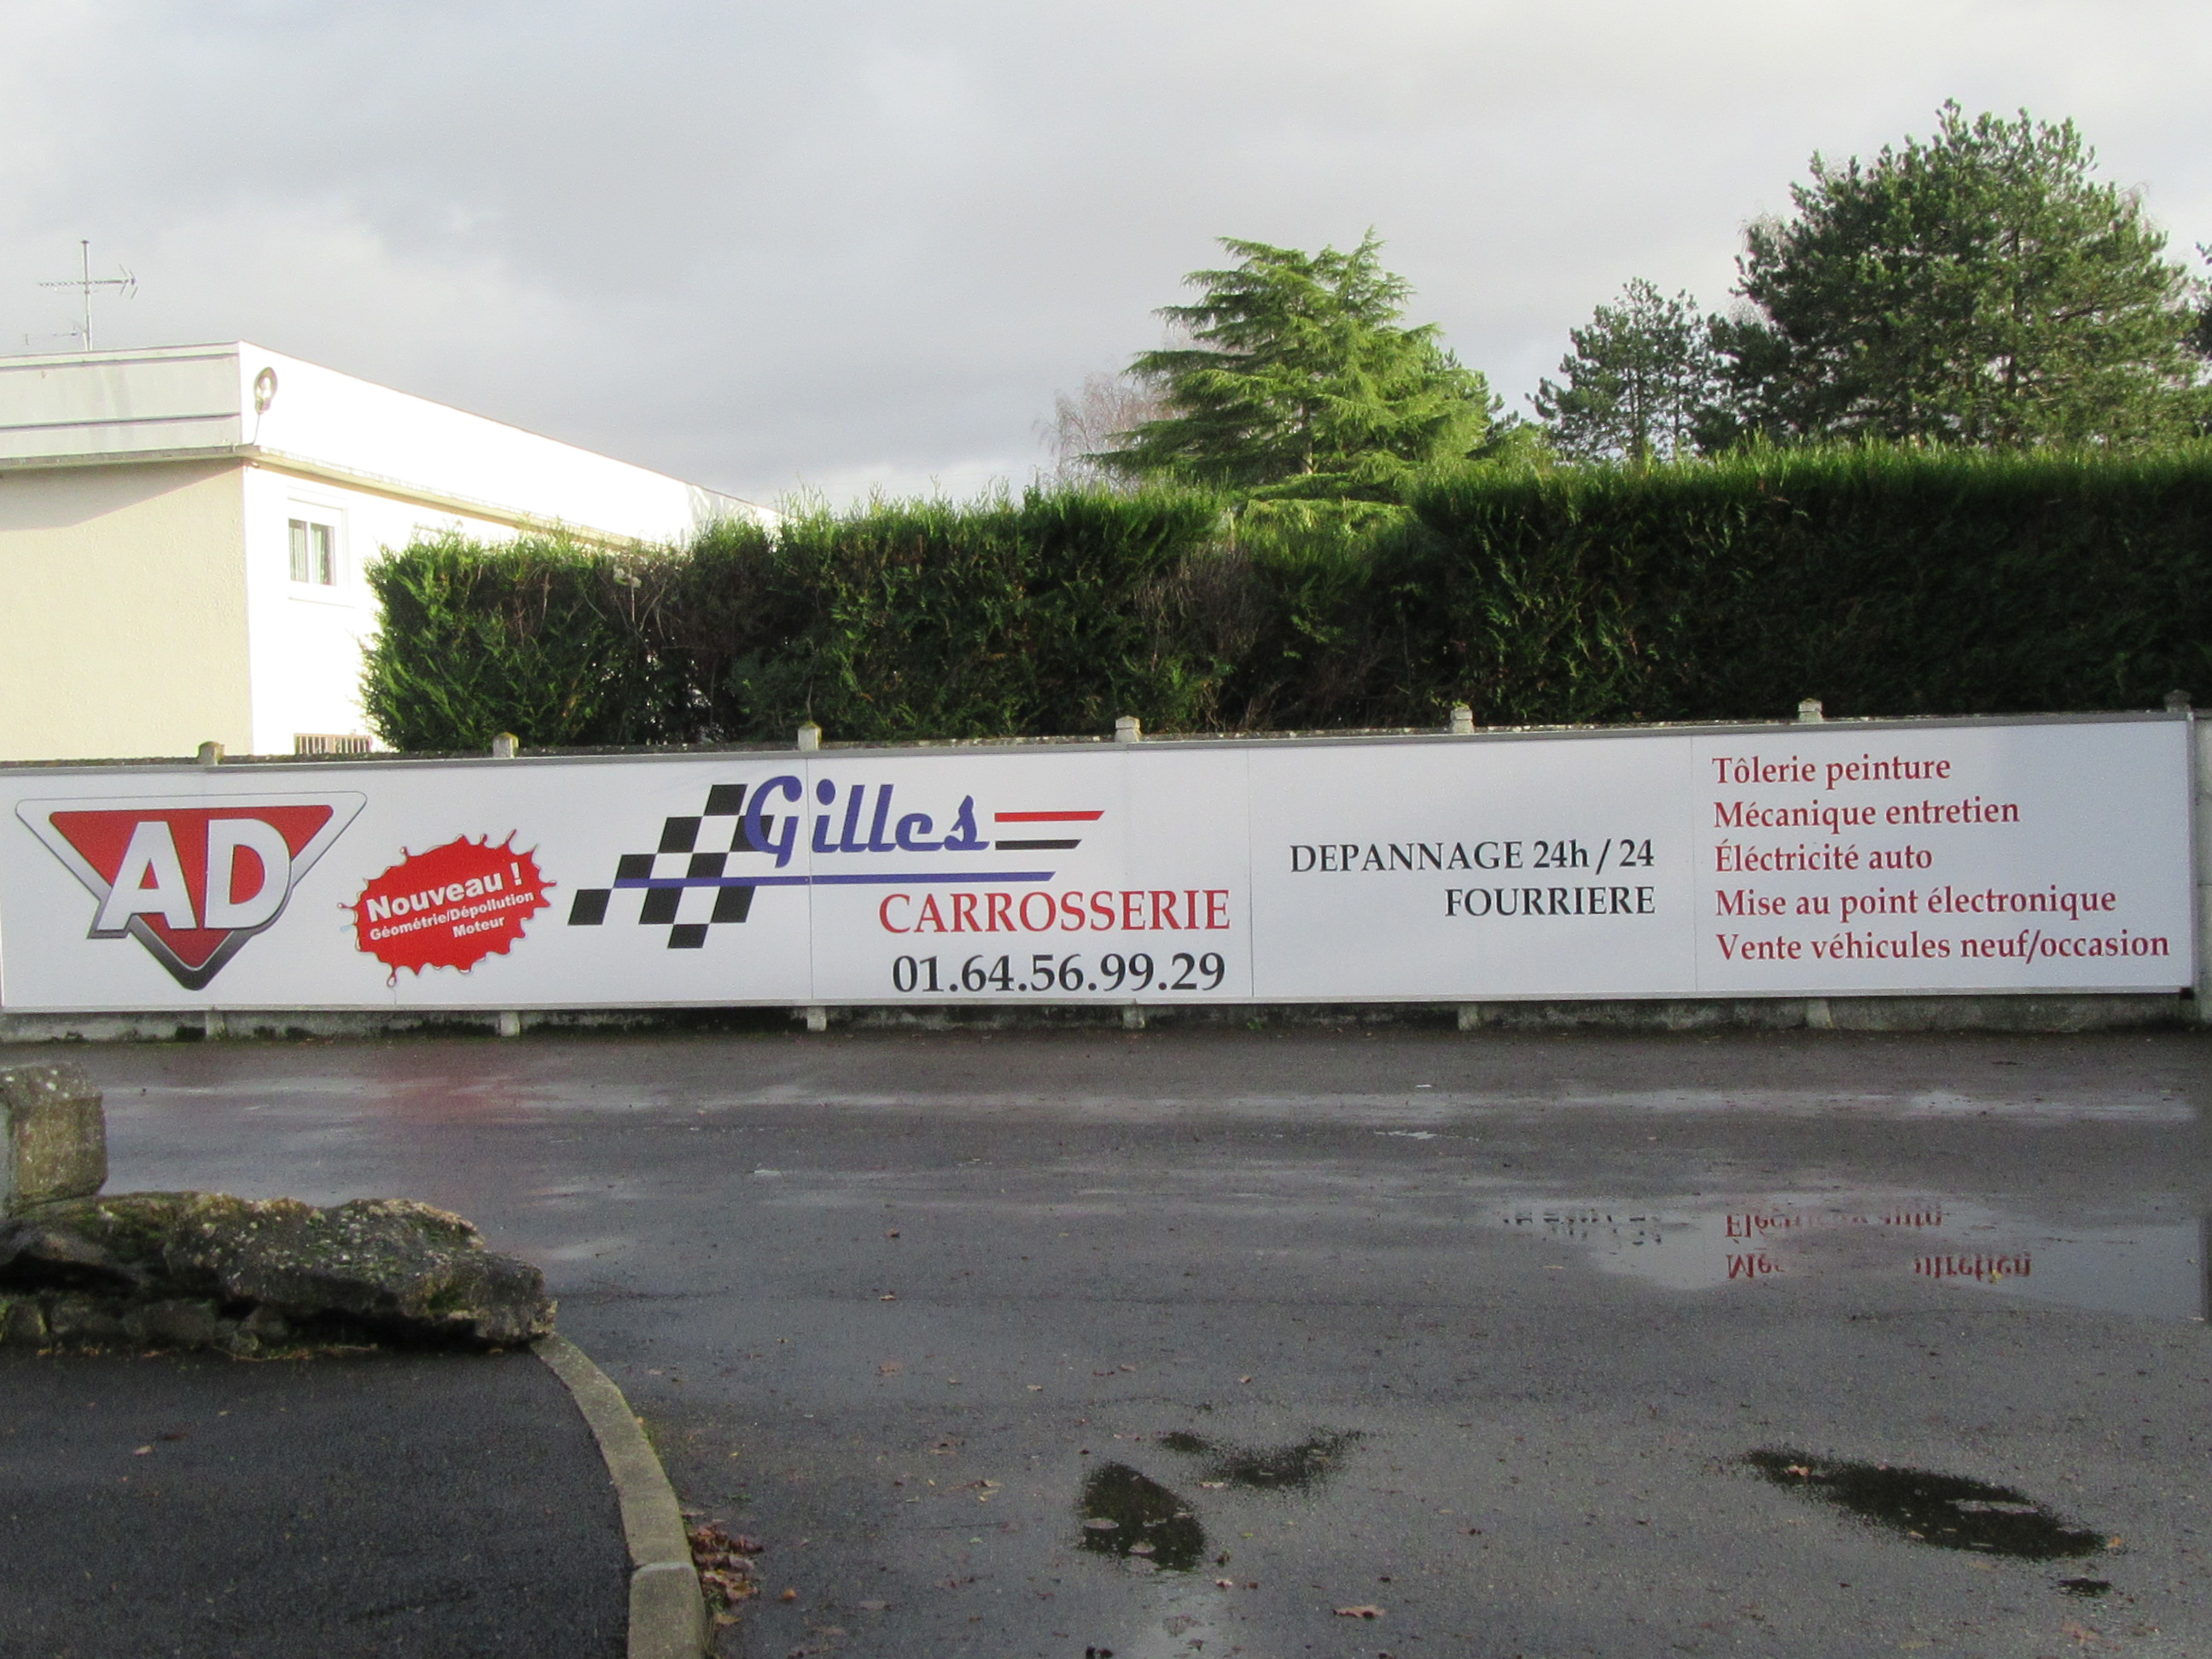 AD
Nouveau !
Géométrie/Dépollution
Moteur
Gilles
CARROSSERIE
01.64.56.99.29
DEPANNAGE 24h / 24
FOURRIERE
Tôlerie peinture
Mécanique entretien
Éléctricité auto
Mise au point électronique
Vente véhicules neuf/occasion